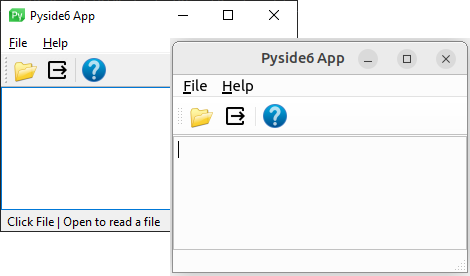 Py Pyside6 App
File Help
?
Click File | Open to read a file
Pyside6 App
File Help
?